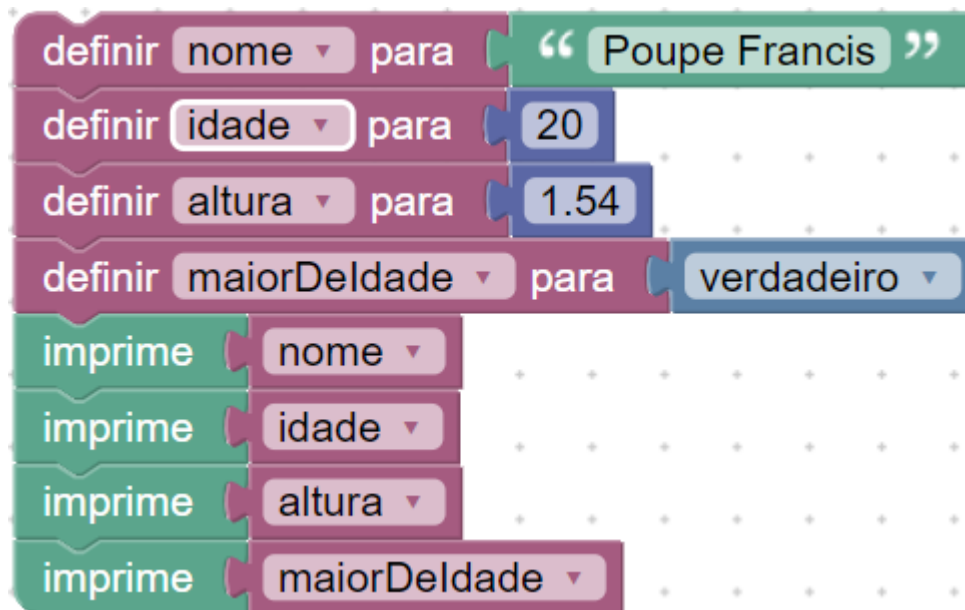 definir nome para “ Poupe Francis ”
definir idade para 20
definir altura para 1.54
definir maiorDeIdade para verdadeiro
imprime nome
imprime idade
imprime altura
imprime maiorDeIdade